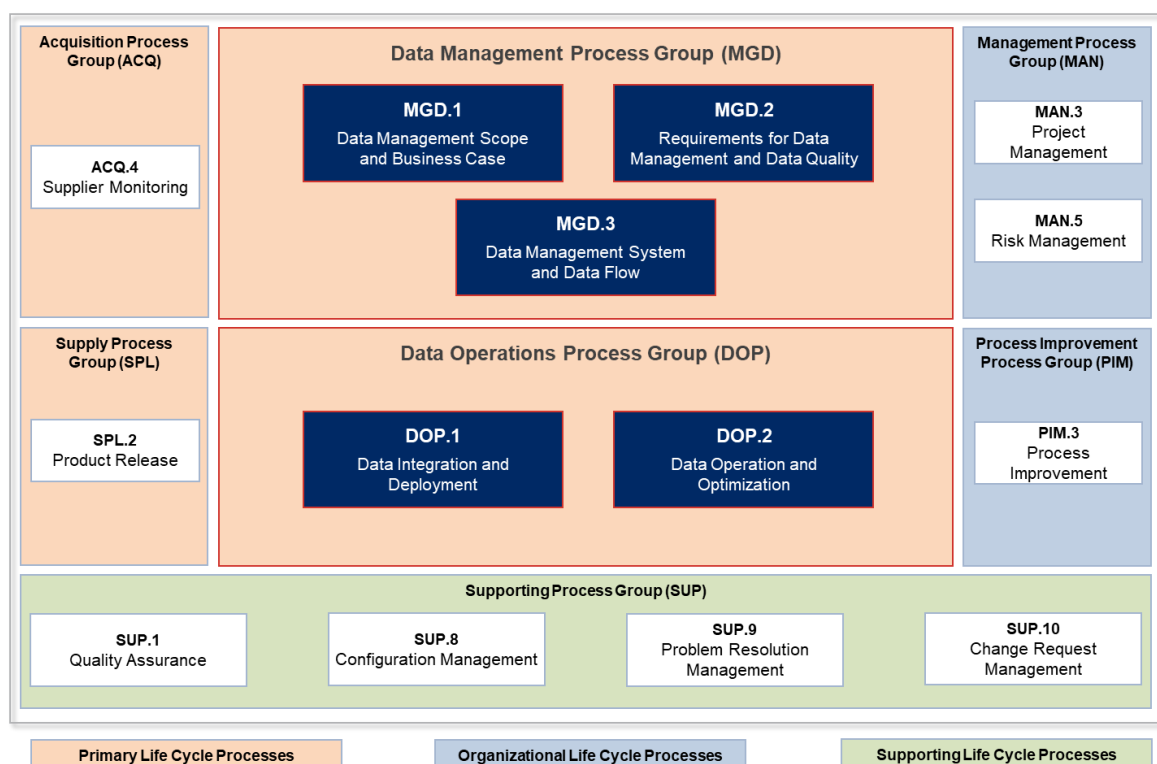 Acquisition Process
Group (ACQ)
ACQ.4
Supplier Monitoring
Data Management Process Group (MGD)
MGD.1
Data Management Scope
and Business Case
MGD.2
Requirements for Data
Management and Data Quality
MGD.3
Data Management System
and Data Flow
Management Process
Group (MAN)
MAN.3
Project
Management
MAN.5
Risk Management
Supply Process
Group (SPL)
SPL.2
Product Release
Data Operations Process Group (DOP)
DOP.1
Data Integration and
Deployment
DOP.2
Data Operation and
Optimization
Process Improvement
Process Group (PIM)
PIM.3
Process
Improvement
Supporting Process Group (SUP)
SUP.1
Quality Assurance
SUP.8
Configuration Management
SUP.9
Problem Resolution
Management
SUP.10
Change Request
Management
Primary Life Cycle Processes
Organizational Life Cycle Processes
Supporting Life Cycle Processes